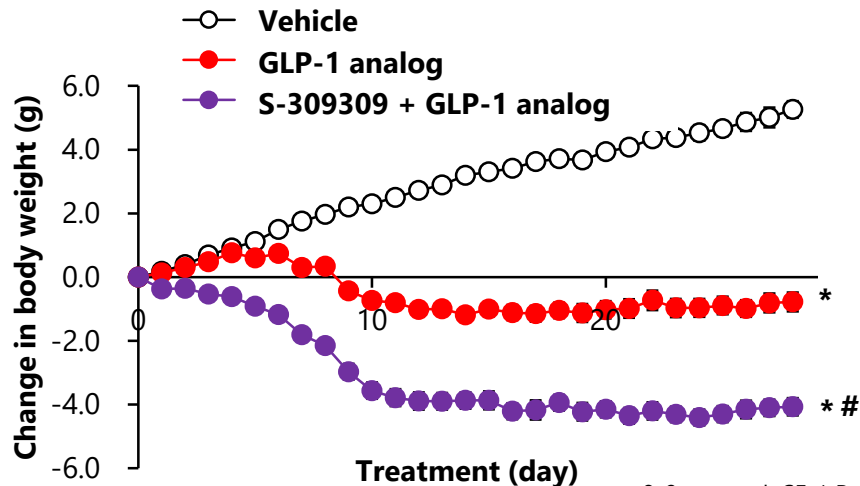 Vehicle
GLP-1 analog
S-309309 + GLP-1 analog
Change in body weight (g)
6.0
4.0
2.0
0.0
-2.0
-4.0
-6.0
0
10
20
*
* #
Treatment (day)